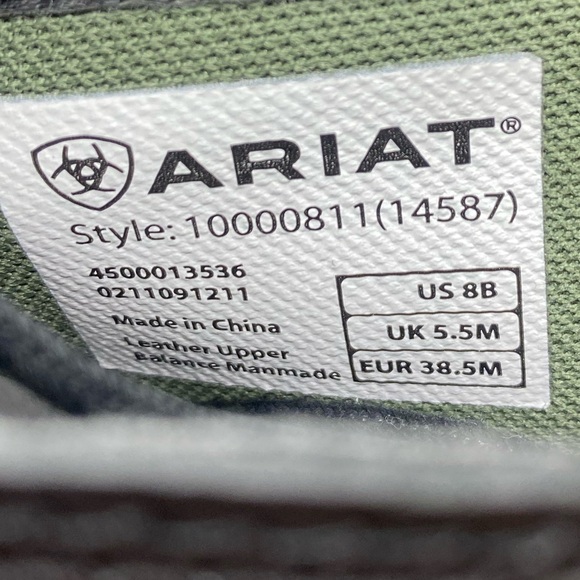 ARIAT®
Style: 10000811(14587)
4500013536
0211091211
Made in China
Leather Upper
Balance Manmade
US 8B
UK 5.5M
EUR 38.5M